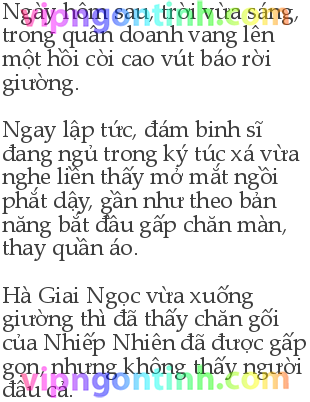 Ngày hôm sau, trời vừa sáng,
trong quân doanh vang lên
một hồi còi cao vút báo rời
giường.

Ngay lập tức, đám binh sĩ
đang ngủ trong ký túc xá vừa
nghe liền thấy mở mắt ngồi
phắt dậy, gần như theo bản
năng bắt đầu gấp chăn màn,
thay quần áo.

Hà Giai Ngọc vừa xuống
giường thì đã thấy chăn gối
của Nhiếp Nhiên đã được gấp
gọn, nhưng không thấy người
đâu cả.
vipngontinh.com
vipngontinh.com